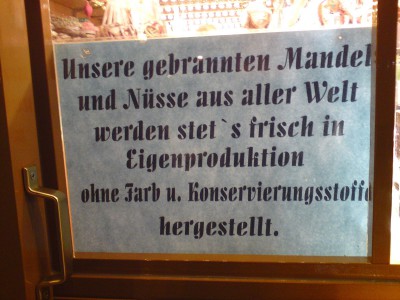 Unsere gebrannten Mandel
und Nüsse aus aller Welt
werden stet`s frisch in
Eigenproduktion
ohne Farb u. Konservierungsstoffe
hergestellt.